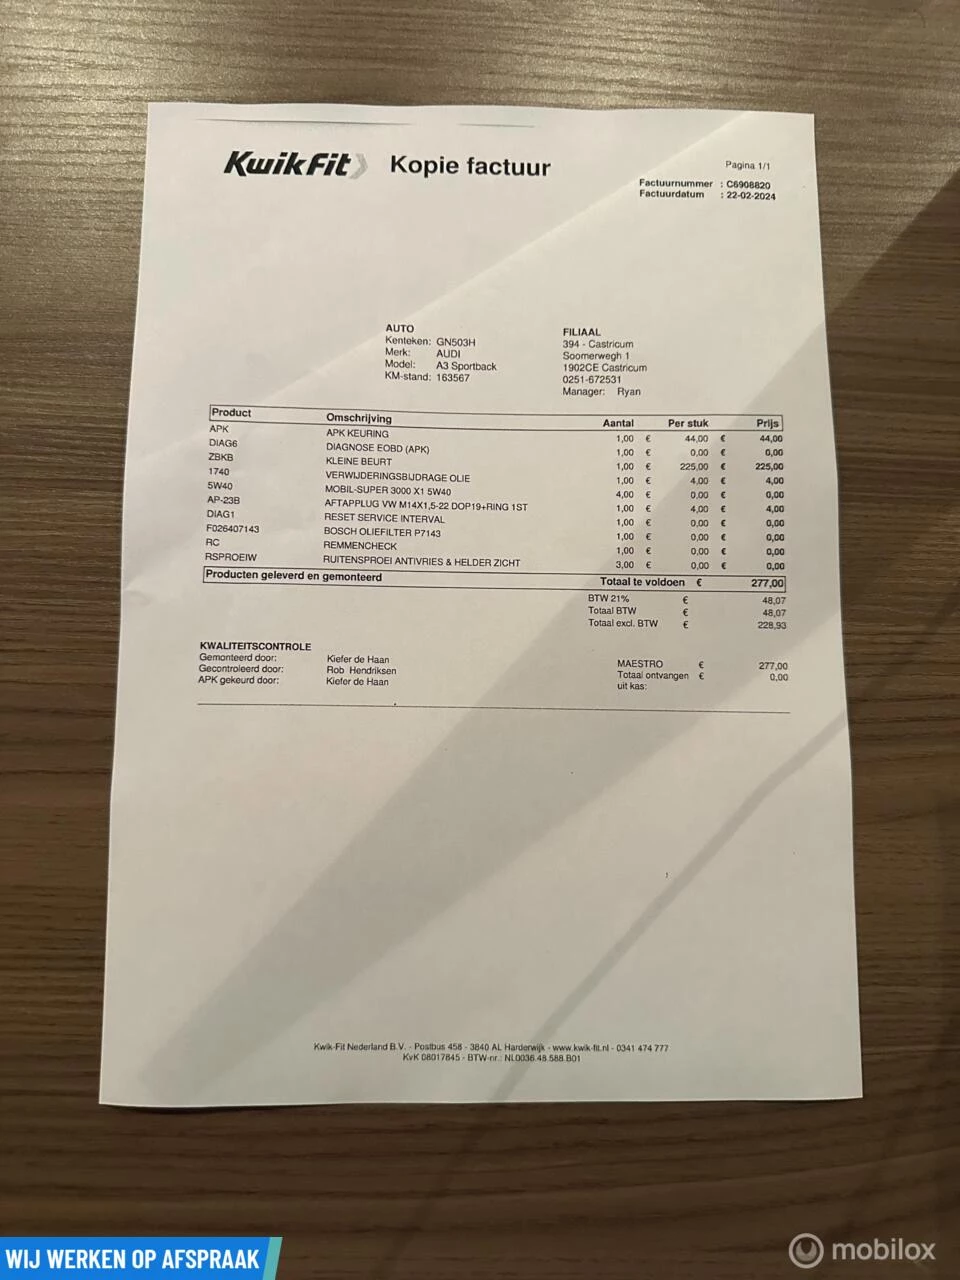 KwikFit Kopie factuur
Pagina 1/1
Factuurnummer : C6908820
Factuurdatum : 22-02-2024
AUTO
Kenteken: GN503H
Merk: AUDI
Model: A3 Sportback
KM-stand: 163567
FILIAAL
394 - Castricum
Soomerwegh 1
1902CE Castricum
0251-672531
Manager: Ryan
Product Omschrijving Aantal Per stuk Prijs
APK APK KEURING 1,00 € 44,00 € 44,00
DIAG6 DIAGNOSE EOBD (APK) 1,00 € 0,00 € 0,00
ZBKB KLEINE BEURT 1,00 € 225,00 € 225,00
1740 VERWIJDERINGSBIJDRAGE OLIE 1,00 € 4,00 € 4,00
5W40 MOBIL-SUPER 3000 X1 5W40 4,00 € 0,00 € 0,00
AP-23B AFTAPPLUG VW M14X1,5-22 DOP19+RING 1ST 1,00 € 4,00 € 4,00
DIAG1 RESET SERVICE INTERVAL 1,00 € 0,00 € 0,00
F026407143 BOSCH OLIEFILTER P7143 1,00 € 0,00 € 0,00
RC REMMENCHECK 1,00 € 0,00 € 0,00
RSPROEIW RUITENSPROEI ANTIVRIES & HELDER ZICHT 3,00 € 0,00 € 0,00
Producten geleverd en gemonteerd Totaal te voldoen € 277,00
BTW 21% € 48,07
Totaal BTW € 48,07
Totaal excl. BTW € 228,93
KWALITEITSCONTROLE
Gemonteerd door: Kiefer de Haan
Gecontroleerd door: Rob Hendriksen
APK gekeurd door: Kiefer de Haan
MAESTRO € 277,00
Totaal ontvangen € 0,00
uit kas:
Kwik-Fit Nederland B.V. - Postbus 458 - 3840 AL Harderwijk - www.kwik-fit.nl - 0341 474 777
KvK 08017845 - BTW-nr.: NL0036.48.588.B01
WIJ WERKEN OP AFSPRAAK
mobilox